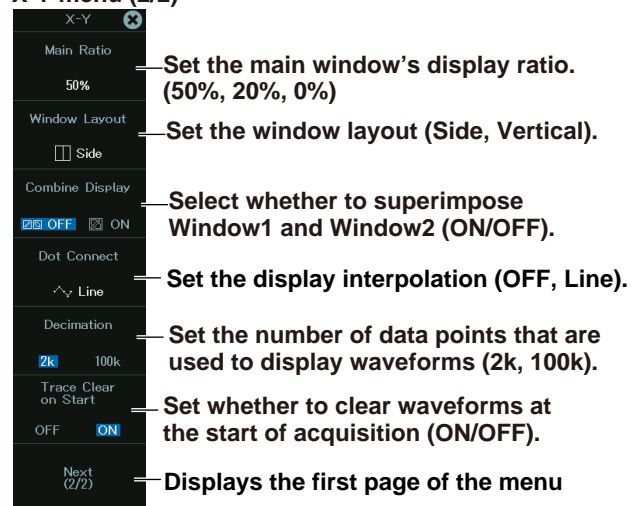 X-Y menu (2/2)
X-Y
Main Ratio
50%
Set the main window's display ratio.
(50%, 20%, 0%)
Window Layout
Side
Set the window layout (Side, Vertical).
Combine Display
OFF ON
Select whether to superimpose
Window1 and Window2 (ON/OFF).
Dot Connect
Line
Set the display interpolation (OFF, Line).
Decimation
2k 100k
Set the number of data points that are
used to display waveforms (2k, 100k).
Trace Clear
on Start
OFF ON
Set whether to clear waveforms at
the start of acquisition (ON/OFF).
Next
(2/2)
Displays the first page of the menu